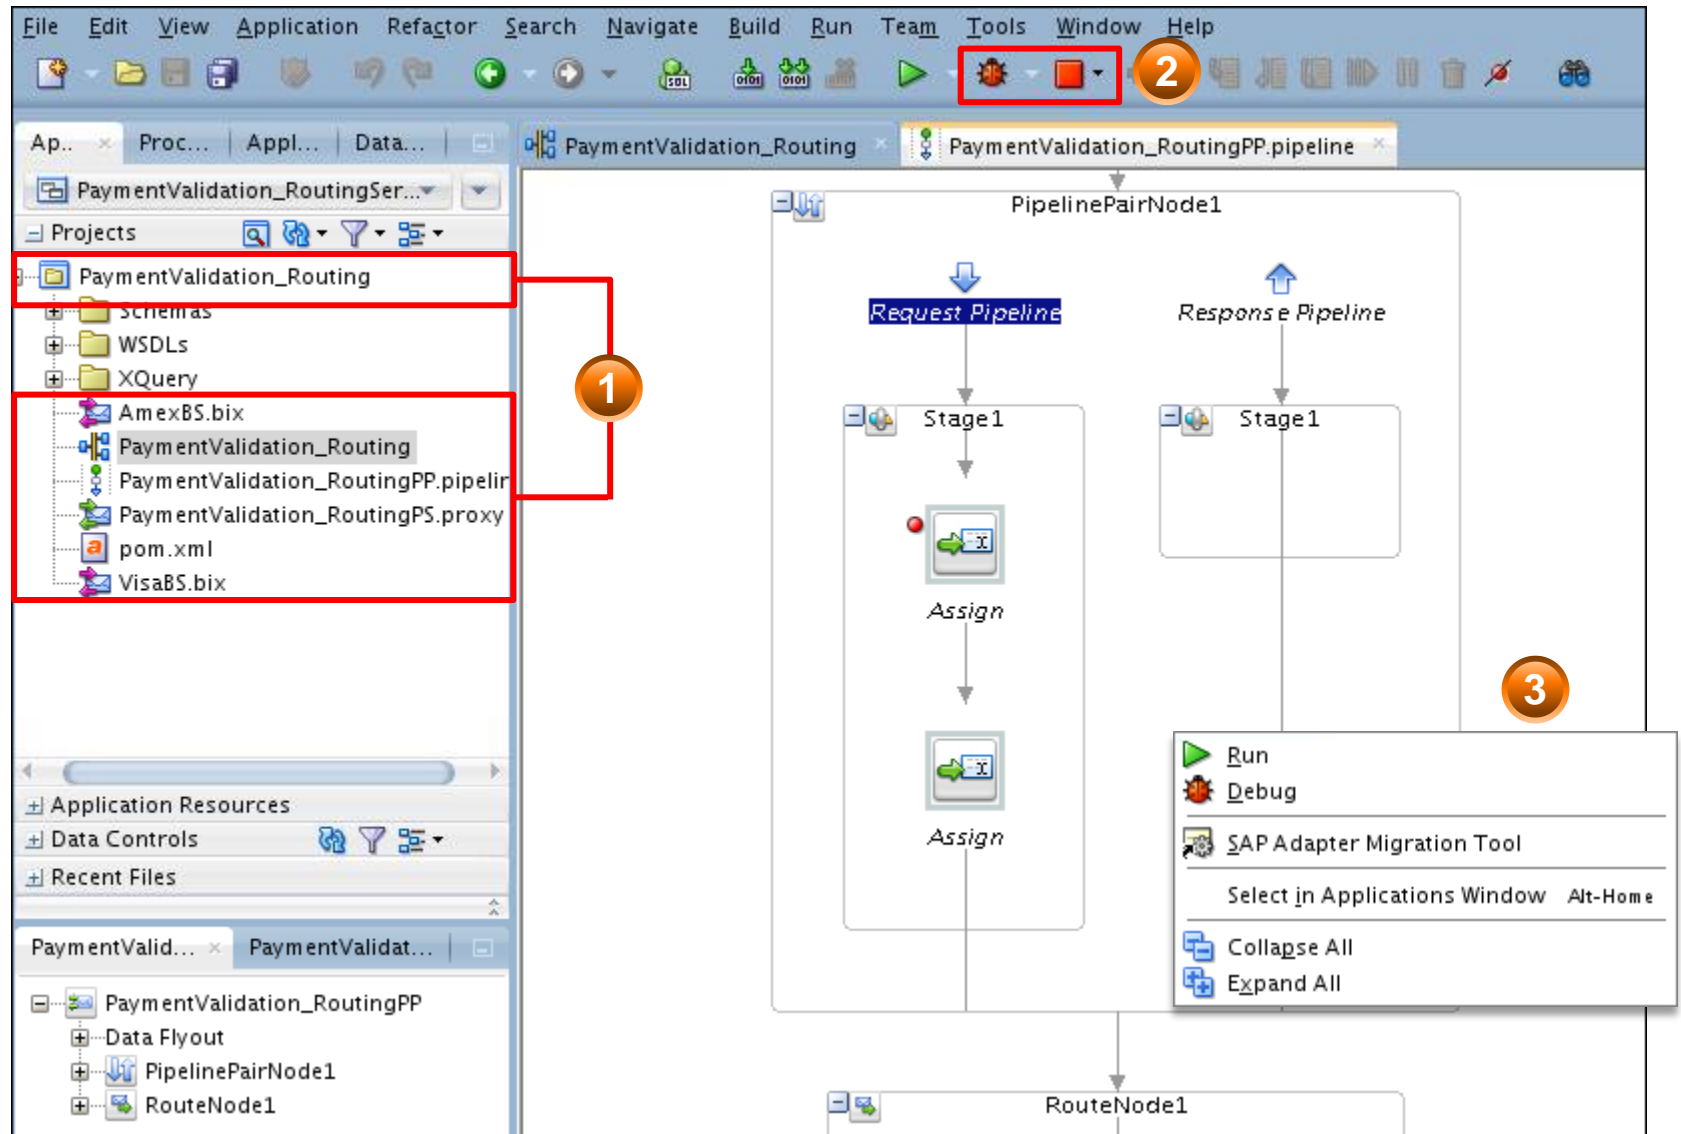 File Edit View Application Refactor Search Navigate Build Run Team Tools Window Help
SQL
0101
0101
2
Ap..
Proc...
Appl...
Data...
PaymentValidation_Routing
PaymentValidation_RoutingPP.pipeline
PaymentValidation_RoutingSer...
Projects
PaymentValidation_Routing
Schemas
WSDLs
XQuery
AmexBS.bix
PaymentValidation_Routing
PaymentValidation_RoutingPP.pipelin
PaymentValidation_RoutingPS.proxy
pom.xml
VisaBS.bix
1
Application Resources
Data Controls
Recent Files
PaymentValid...
PaymentValidat...
PaymentValidation_RoutingPP
Data Flyout
PipelinePairNode1
RouteNode1
PipelinePairNode1
Request Pipeline
Response Pipeline
Stage1
Stage1
Assign
Assign
3
Run
Debug
SAP Adapter Migration Tool
Select in Applications Window Alt-Home
Collapse All
Expand All
RouteNode1